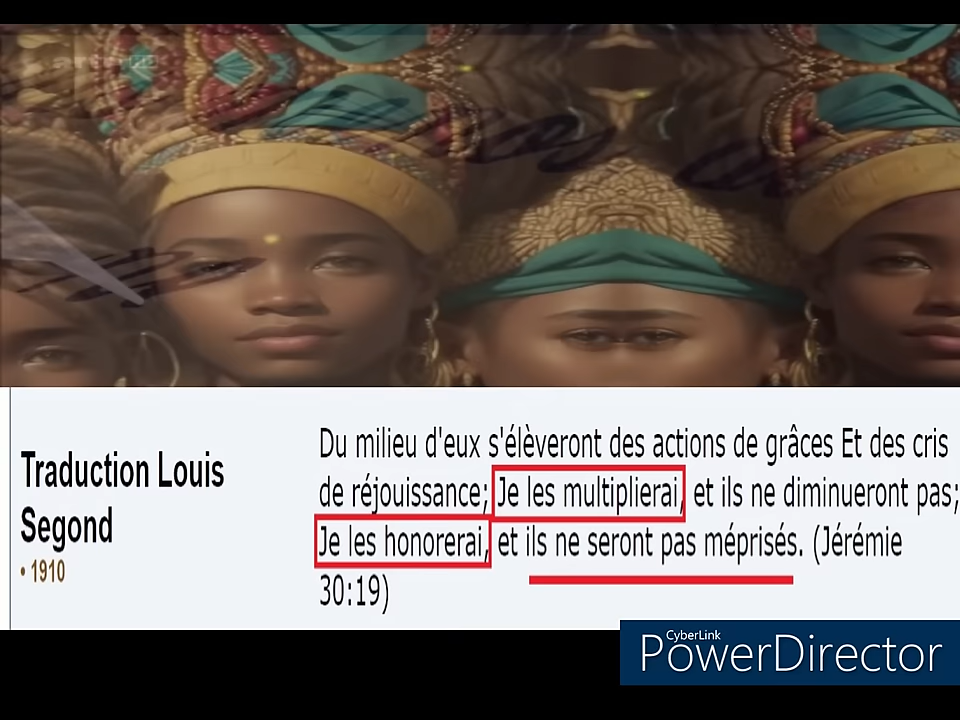 Traduction Louis
Segond
• 1910
Du milieu d'eux s'élèveront des actions de grâces Et des cris
de réjouissance; Je les multiplierai, et ils ne diminueront pas;
Je les honorerai, et ils ne seront pas méprisés. (Jérémie
30:19)
CyberLink
PowerDirector